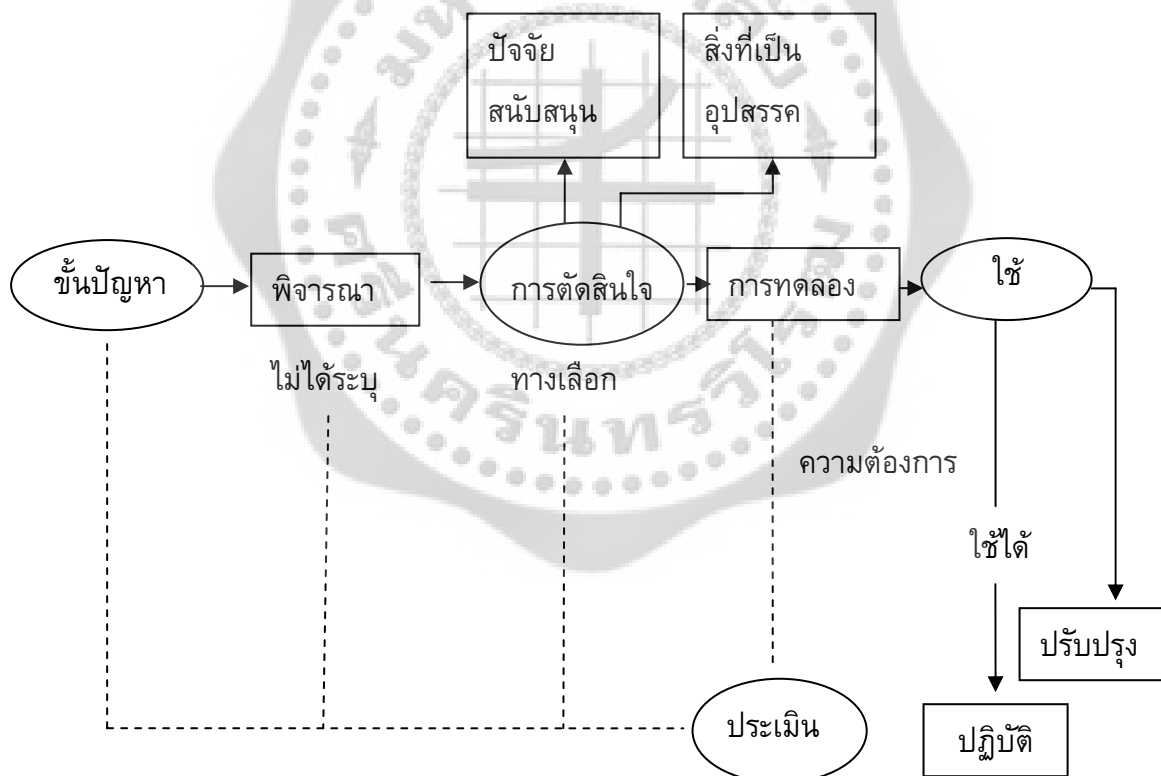 ปัจจัย
สนับสนุน
สิ่งที่เป็น
อุปสรรค
ขั้นปัญหา
พิจารณา
การตัดสินใจ
การทดลอง
ใช้
ไม่ได้ระบุ
ทางเลือก
ความต้องการ
ใช้ได้
ปรับปรุง
ประเมิน
ปฏิบัติ